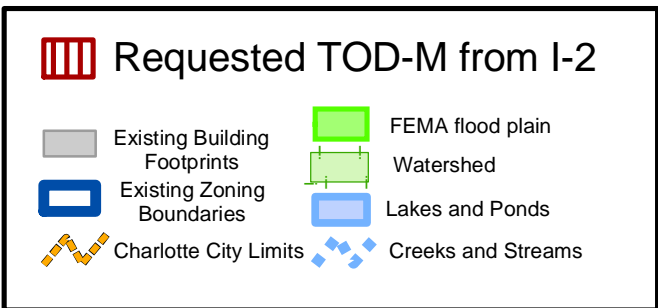 Requested TOD-M from I-2
Existing Building
Footprints
Existing Zoning
Boundaries
Charlotte City Limits
FEMA flood plain
Watershed
Lakes and Ponds
Creeks and Streams